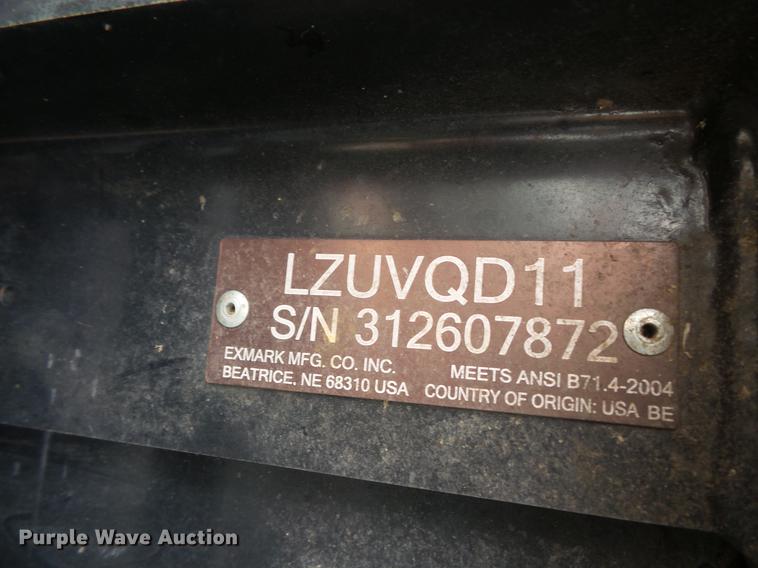 LZUVQD11
S/N 312607872
EXMARK MFG. CO. INC.
BEATRICE, NE 68310 USA
MEETS ANSI B71.4-2004
COUNTRY OF ORIGIN: USA BE
Purple Wave Auction